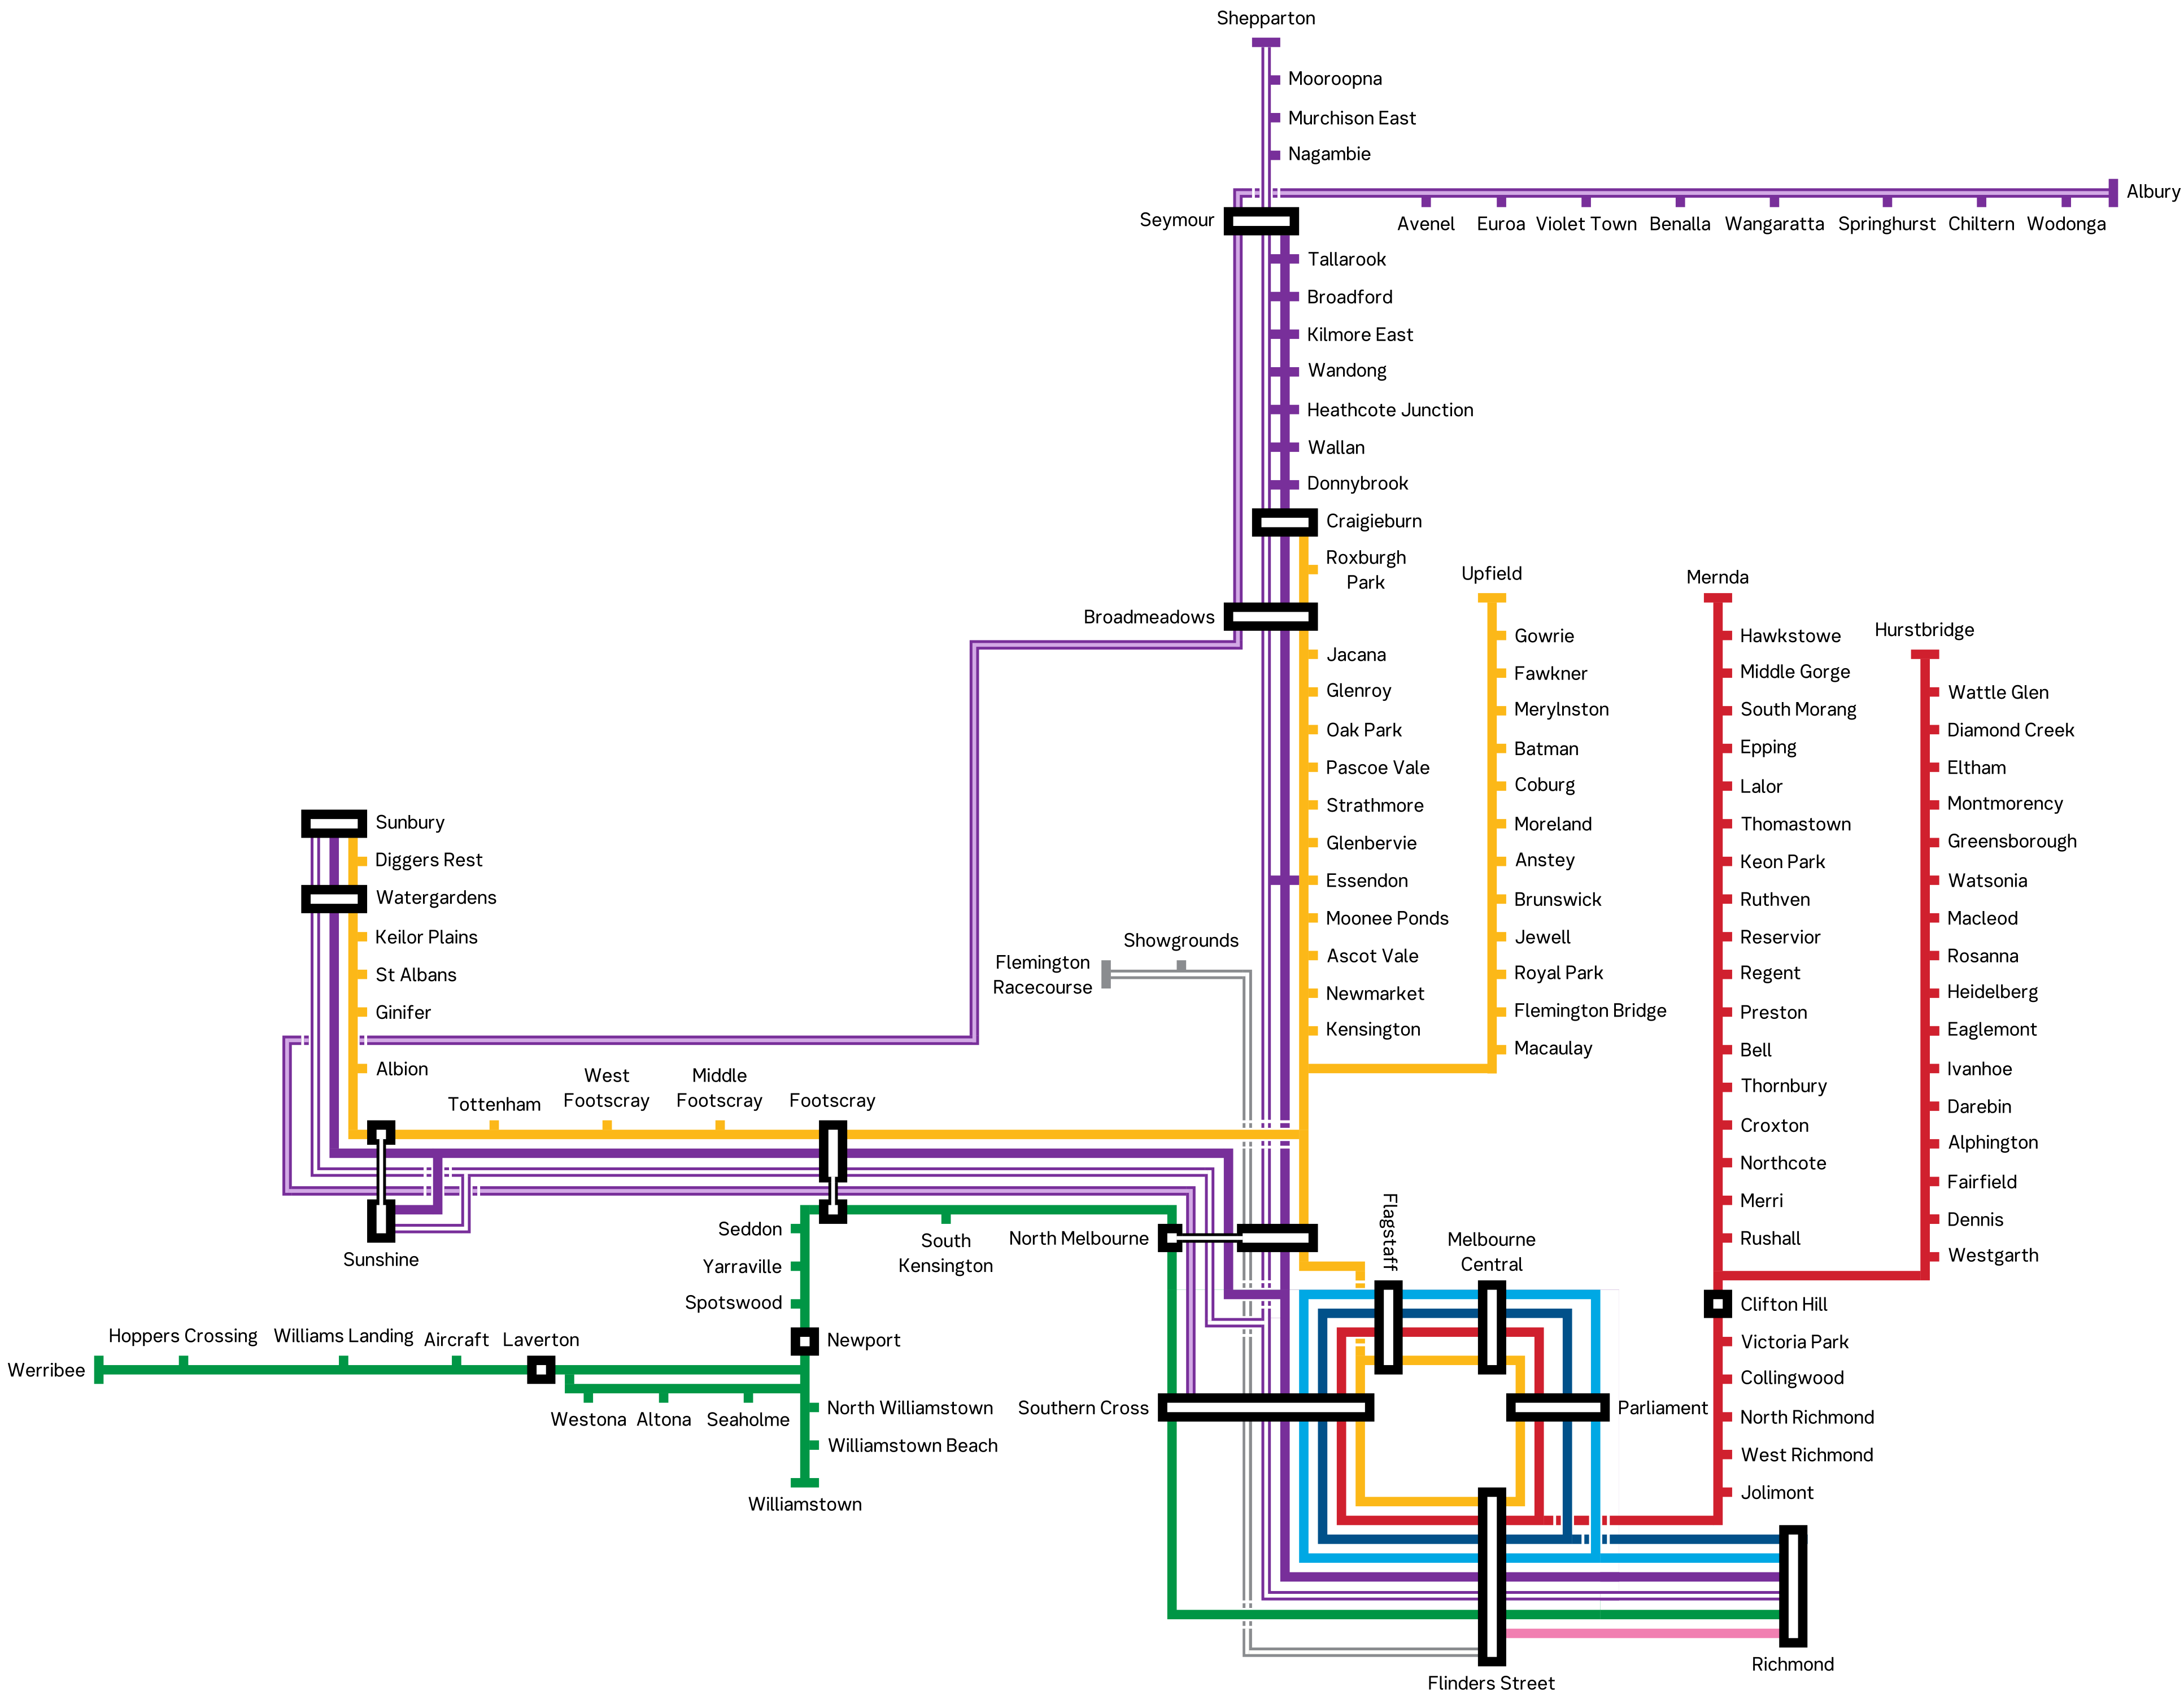 Shepparton
Mooroopna
Murchison East
Nagambie
Albury
Seymour
Avenel
Euroa
Violet Town
Benalla
Wangaratta
Springhurst
Chiltern
Wodonga
Tallarook
Broadford
Kilmore East
Wandong
Heathcote Junction
Wallan
Donnybrook
Craigieburn
Roxburgh
Park
Broadmeadows
Jacana
Glenroy
Oak Park
Pascoe Vale
Strathmore
Glenbervie
Essendon
Moonee Ponds
Ascot Vale
Newmarket
Kensington
Upfield
Gowrie
Fawkner
Merylnston
Batman
Coburg
Moreland
Anstey
Brunswick
Jewell
Royal Park
Flemington Bridge
Macaulay
Mernda
Hawkstowe
Middle Gorge
South Morang
Epping
Lalor
Thomastown
Keon Park
Ruthven
Reservior
Regent
Preston
Bell
Thornbury
Croxton
Northcote
Merri
Rushall
Clifton Hill
Victoria Park
Collingwood
North Richmond
West Richmond
Jolimont
Hurstbridge
Wattle Glen
Diamond Creek
Eltham
Montmorency
Greensborough
Watsonia
Macleod
Rosanna
Heidelberg
Eaglemont
Ivanhoe
Darebin
Alphington
Fairfield
Dennis
Westgarth
Sunbury
Diggers Rest
Watergardens
Keilor Plains
St Albans
Ginifer
Albion
Sunshine
Tottenham
West
Footscray
Middle
Footscray
Footscray
Showgrounds
Flemington
Racecourse
Seddon
Yarraville
Spotswood
Newport
South
Kensington
North Melbourne
Flagstaff
Melbourne
Central
Southern Cross
Parliament
Hoppers Crossing
Williams Landing
Aircraft
Laverton
Werribee
Westona
Altona
Seaholme
North Williamstown
Williamstown Beach
Williamstown
Flinders Street
Richmond